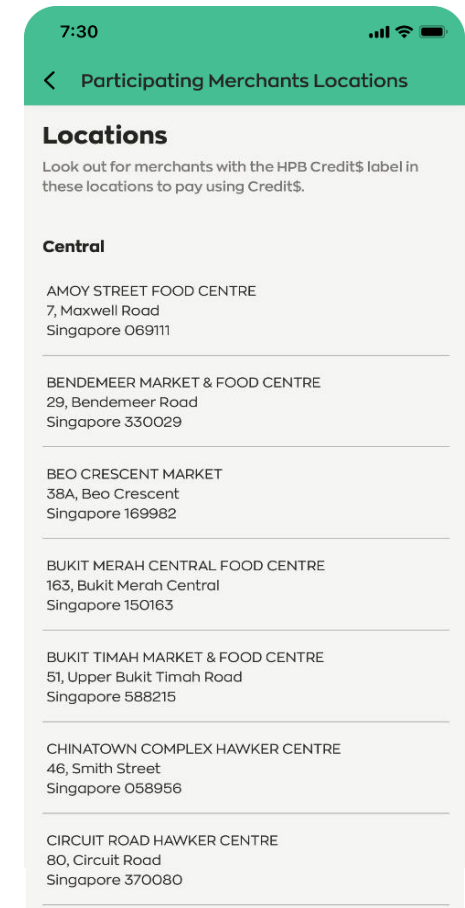 7:30
Participating Merchants Locations
Locations
Look out for merchants with the HPB Credit$ label in
these locations to pay using Credit$.
Central
AMOY STREET FOOD CENTRE
7, Maxwell Road
Singapore 069111
BENDEMEER MARKET & FOOD CENTRE
29, Bendemeer Road
Singapore 330029
BEO CRESCENT MARKET
38A, Beo Crescent
Singapore 169982
BUKIT MERAH CENTRAL FOOD CENTRE
163, Bukit Merah Central
Singapore 150163
BUKIT TIMAH MARKET & FOOD CENTRE
51, Upper Bukit Timah Road
Singapore 588215
CHINATOWN COMPLEX HAWKER CENTRE
46, Smith Street
Singapore 058956
CIRCUIT ROAD HAWKER CENTRE
80, Circuit Road
Singapore 370080